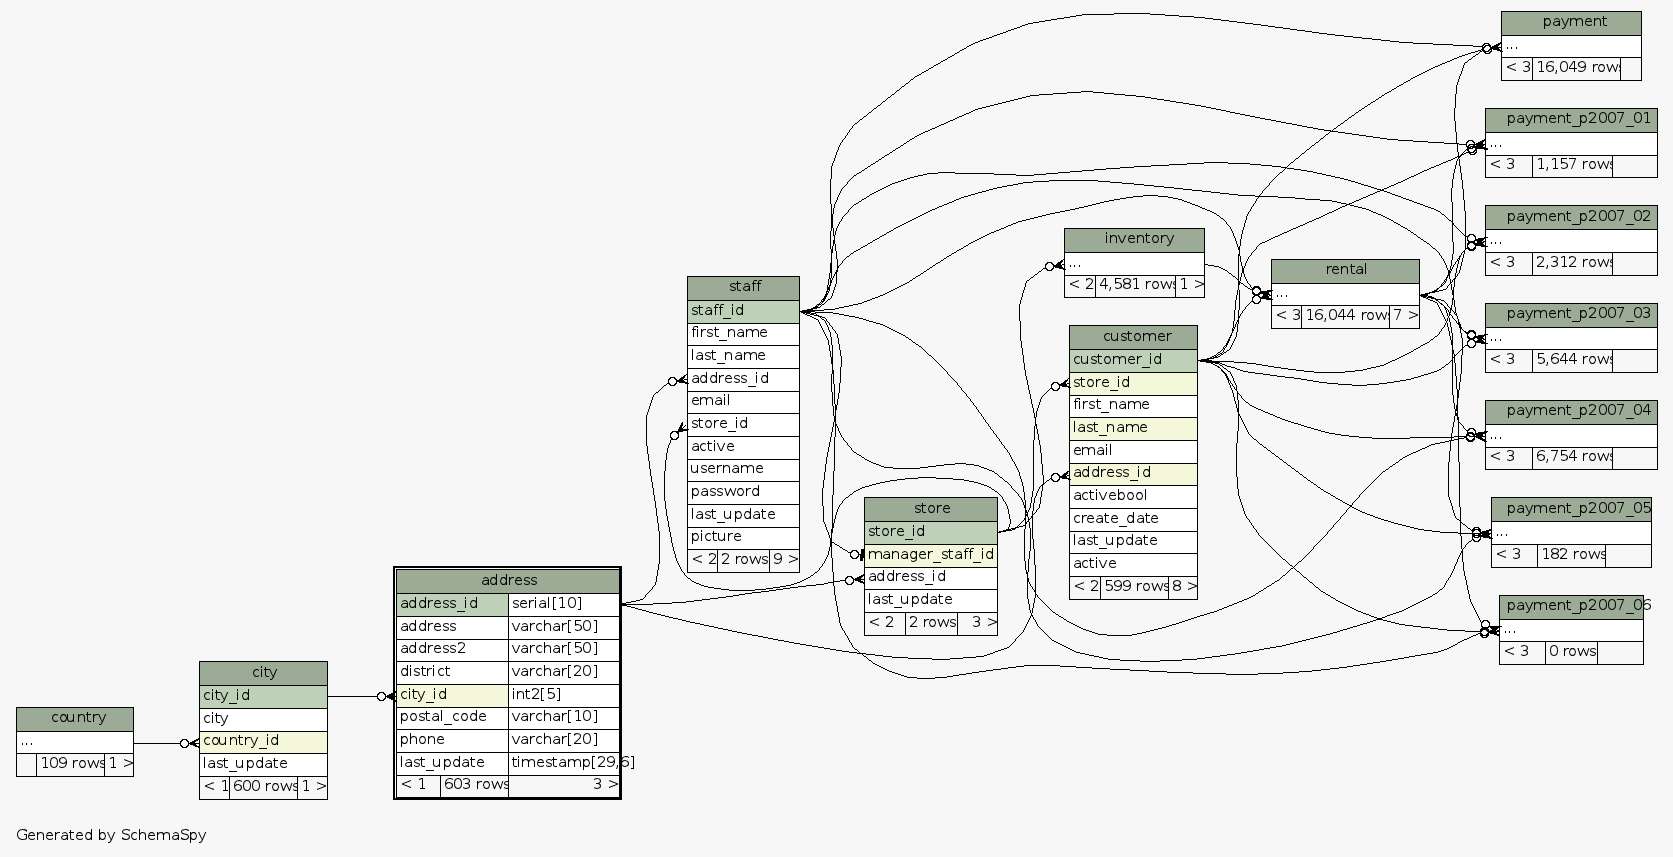 payment
...
< 3 16,049 rows
payment_p2007_01
...
< 3 1,157 rows
payment_p2007_02
...
< 3 2,312 rows
inventory
...
< 2 4,581 rows 1 >
rental
...
< 3 16,044 rows 7 >
staff
staff_id
first_name
last_name
address_id
email
store_id
active
username
password
last_update
picture
< 2 2 rows 9 >
customer
customer_id
store_id
first_name
last_name
email
address_id
activebool
create_date
last_update
active
< 2 599 rows 8 >
payment_p2007_03
...
< 3 5,644 rows
payment_p2007_04
...
< 3 6,754 rows
store
store_id
manager_staff_id
address_id
last_update
< 2 2 rows 3 >
payment_p2007_05
...
< 3 182 rows
payment_p2007_06
...
< 3 0 rows
address
address_id serial[10]
address varchar[50]
address2 varchar[50]
district varchar[20]
city_id int2[5]
postal_code varchar[10]
phone varchar[20]
last_update timestamp[29,6]
< 1 603 rows 3 >
city
city_id
city
country_id
last_update
< 1 600 rows 1 >
country
...
109 rows 1 >
Generated by SchemaSpy